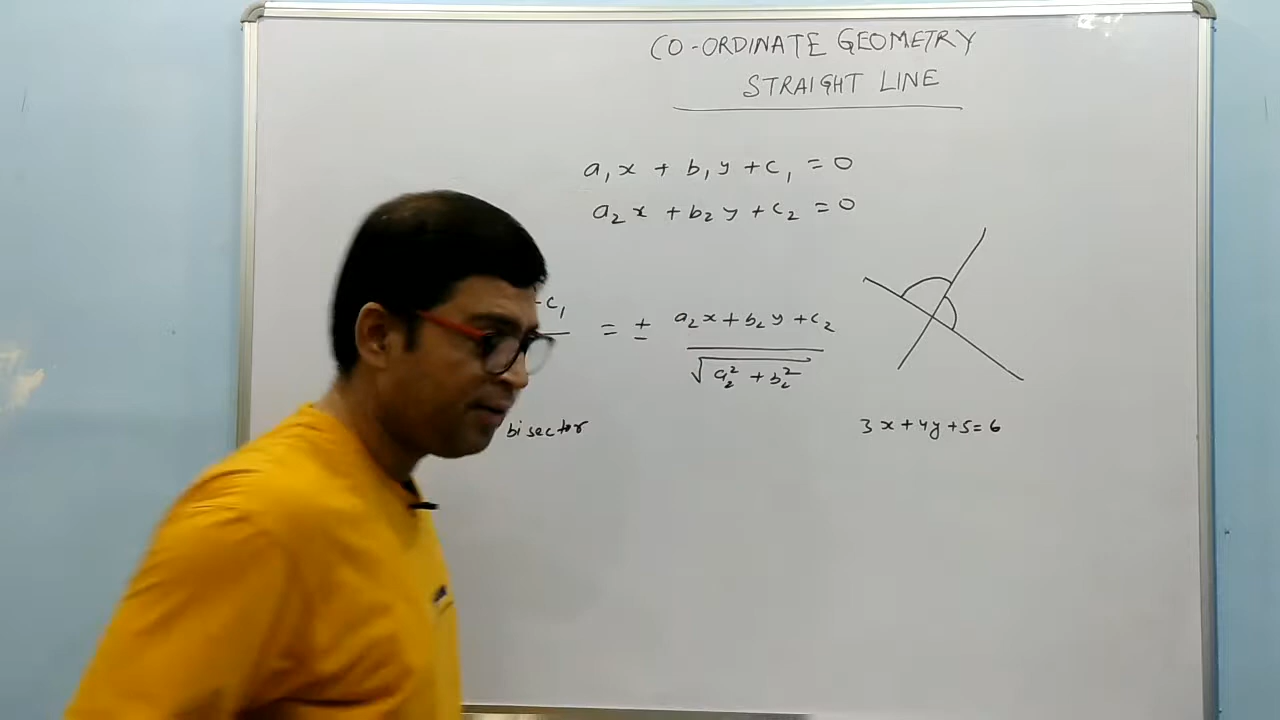 CO-ORDINATE GEOMETRY
STRAIGHT LINE
a₁x + b₁y + c₁ = 0
a₂x + b₂y + c₂ = 0
c₁ = ± a₂x + b₂y + c₂
√a₂² + b₂²
bisector
3x + 4y + 5 = 6